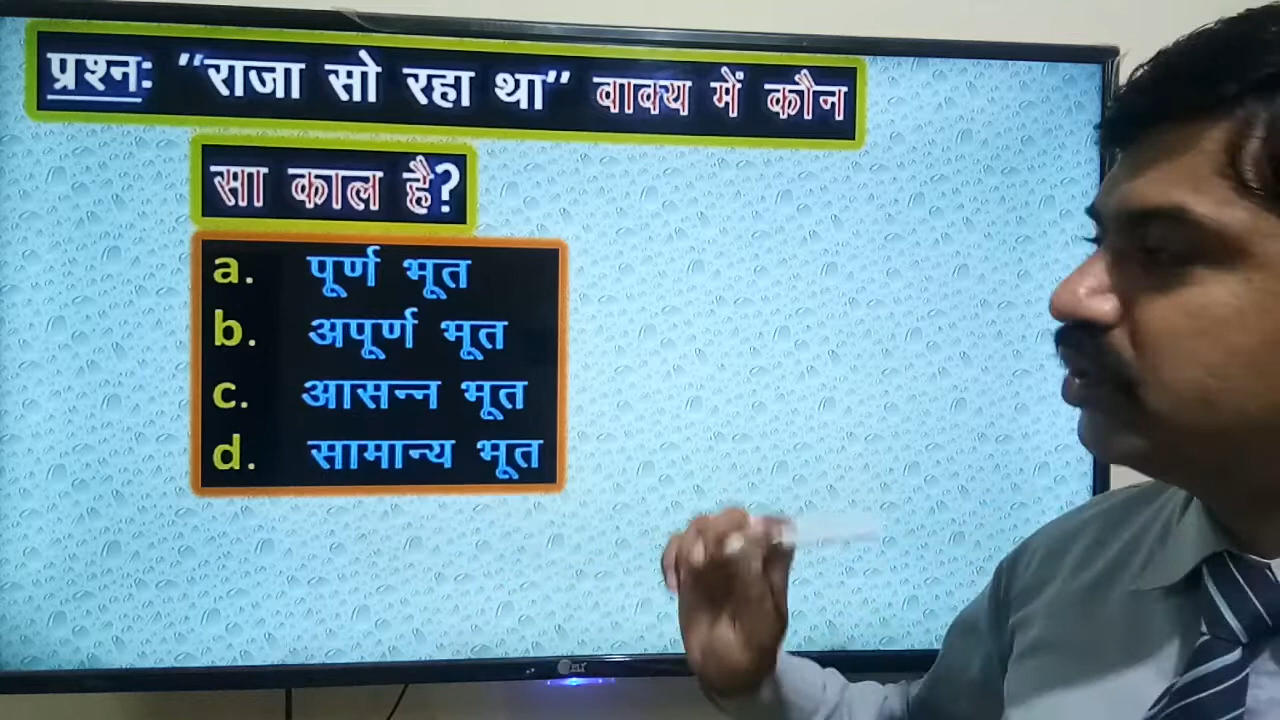 प्रश्नः "राजा सो रहा था" वाक्य में कौन
सा काल है?
a. पूर्ण भूत
b. अपूर्ण भूत
c. आसन्न भूत
d. सामान्य भूत